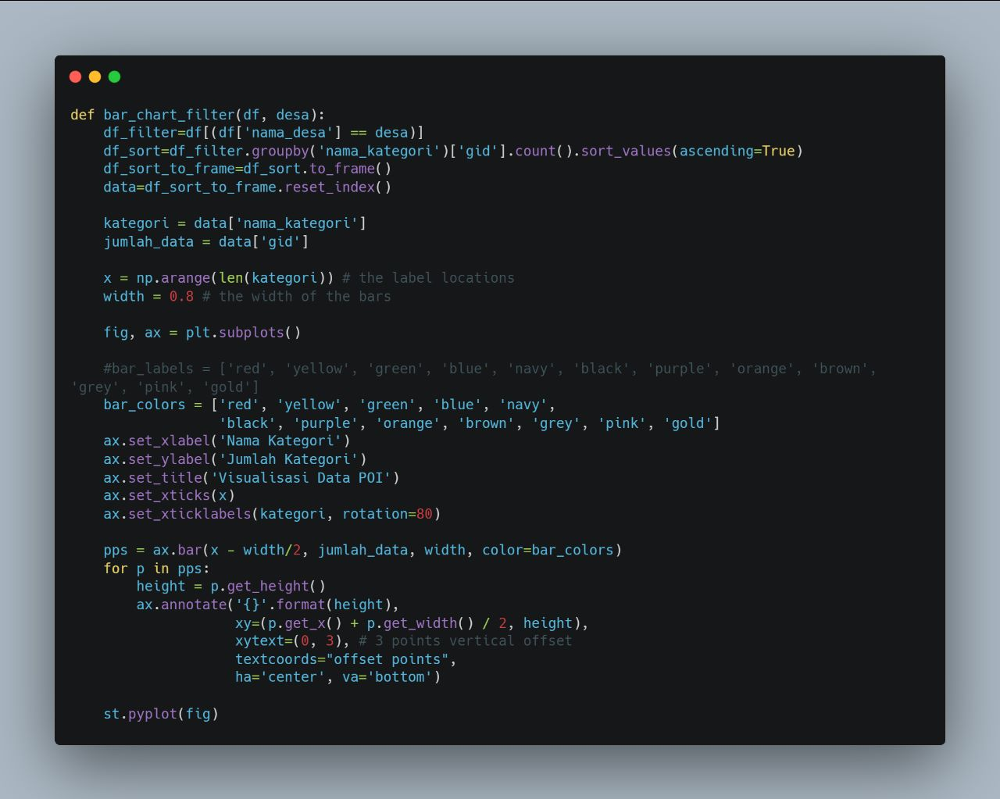 def bar_chart_filter(df, desa):
    df_filter=df[(df['nama_desa'] == desa)]
    df_sort=df_filter.groupby('nama_kategori')['gid'].count().sort_values(ascending=True)
    df_sort_to_frame=df_sort.to_frame()
    data=df_sort_to_frame.reset_index()

    kategori = data['nama_kategori']
    jumlah_data = data['gid']

    x = np.arange(len(kategori)) # the label locations
    width = 0.8 # the width of the bars

    fig, ax = plt.subplots()

    #bar_labels = ['red', 'yellow', 'green', 'blue', 'navy', 'black', 'purple', 'orange', 'brown',
'grey', 'pink', 'gold']
    bar_colors = ['red', 'yellow', 'green', 'blue', 'navy',
                  'black', 'purple', 'orange', 'brown', 'grey', 'pink', 'gold']
    ax.set_xlabel('Nama Kategori')
    ax.set_ylabel('Jumlah Kategori')
    ax.set_title('Visualisasi Data POI')
    ax.set_xticks(x)
    ax.set_xticklabels(kategori, rotation=80)

    pps = ax.bar(x - width/2, jumlah_data, width, color=bar_colors)
    for p in pps:
        height = p.get_height()
        ax.annotate('{}'.format(height),
                    xy=(p.get_x() + p.get_width() / 2, height),
                    xytext=(0, 3), # 3 points vertical offset
                    textcoords="offset points",
                    ha='center', va='bottom')

    st.pyplot(fig)